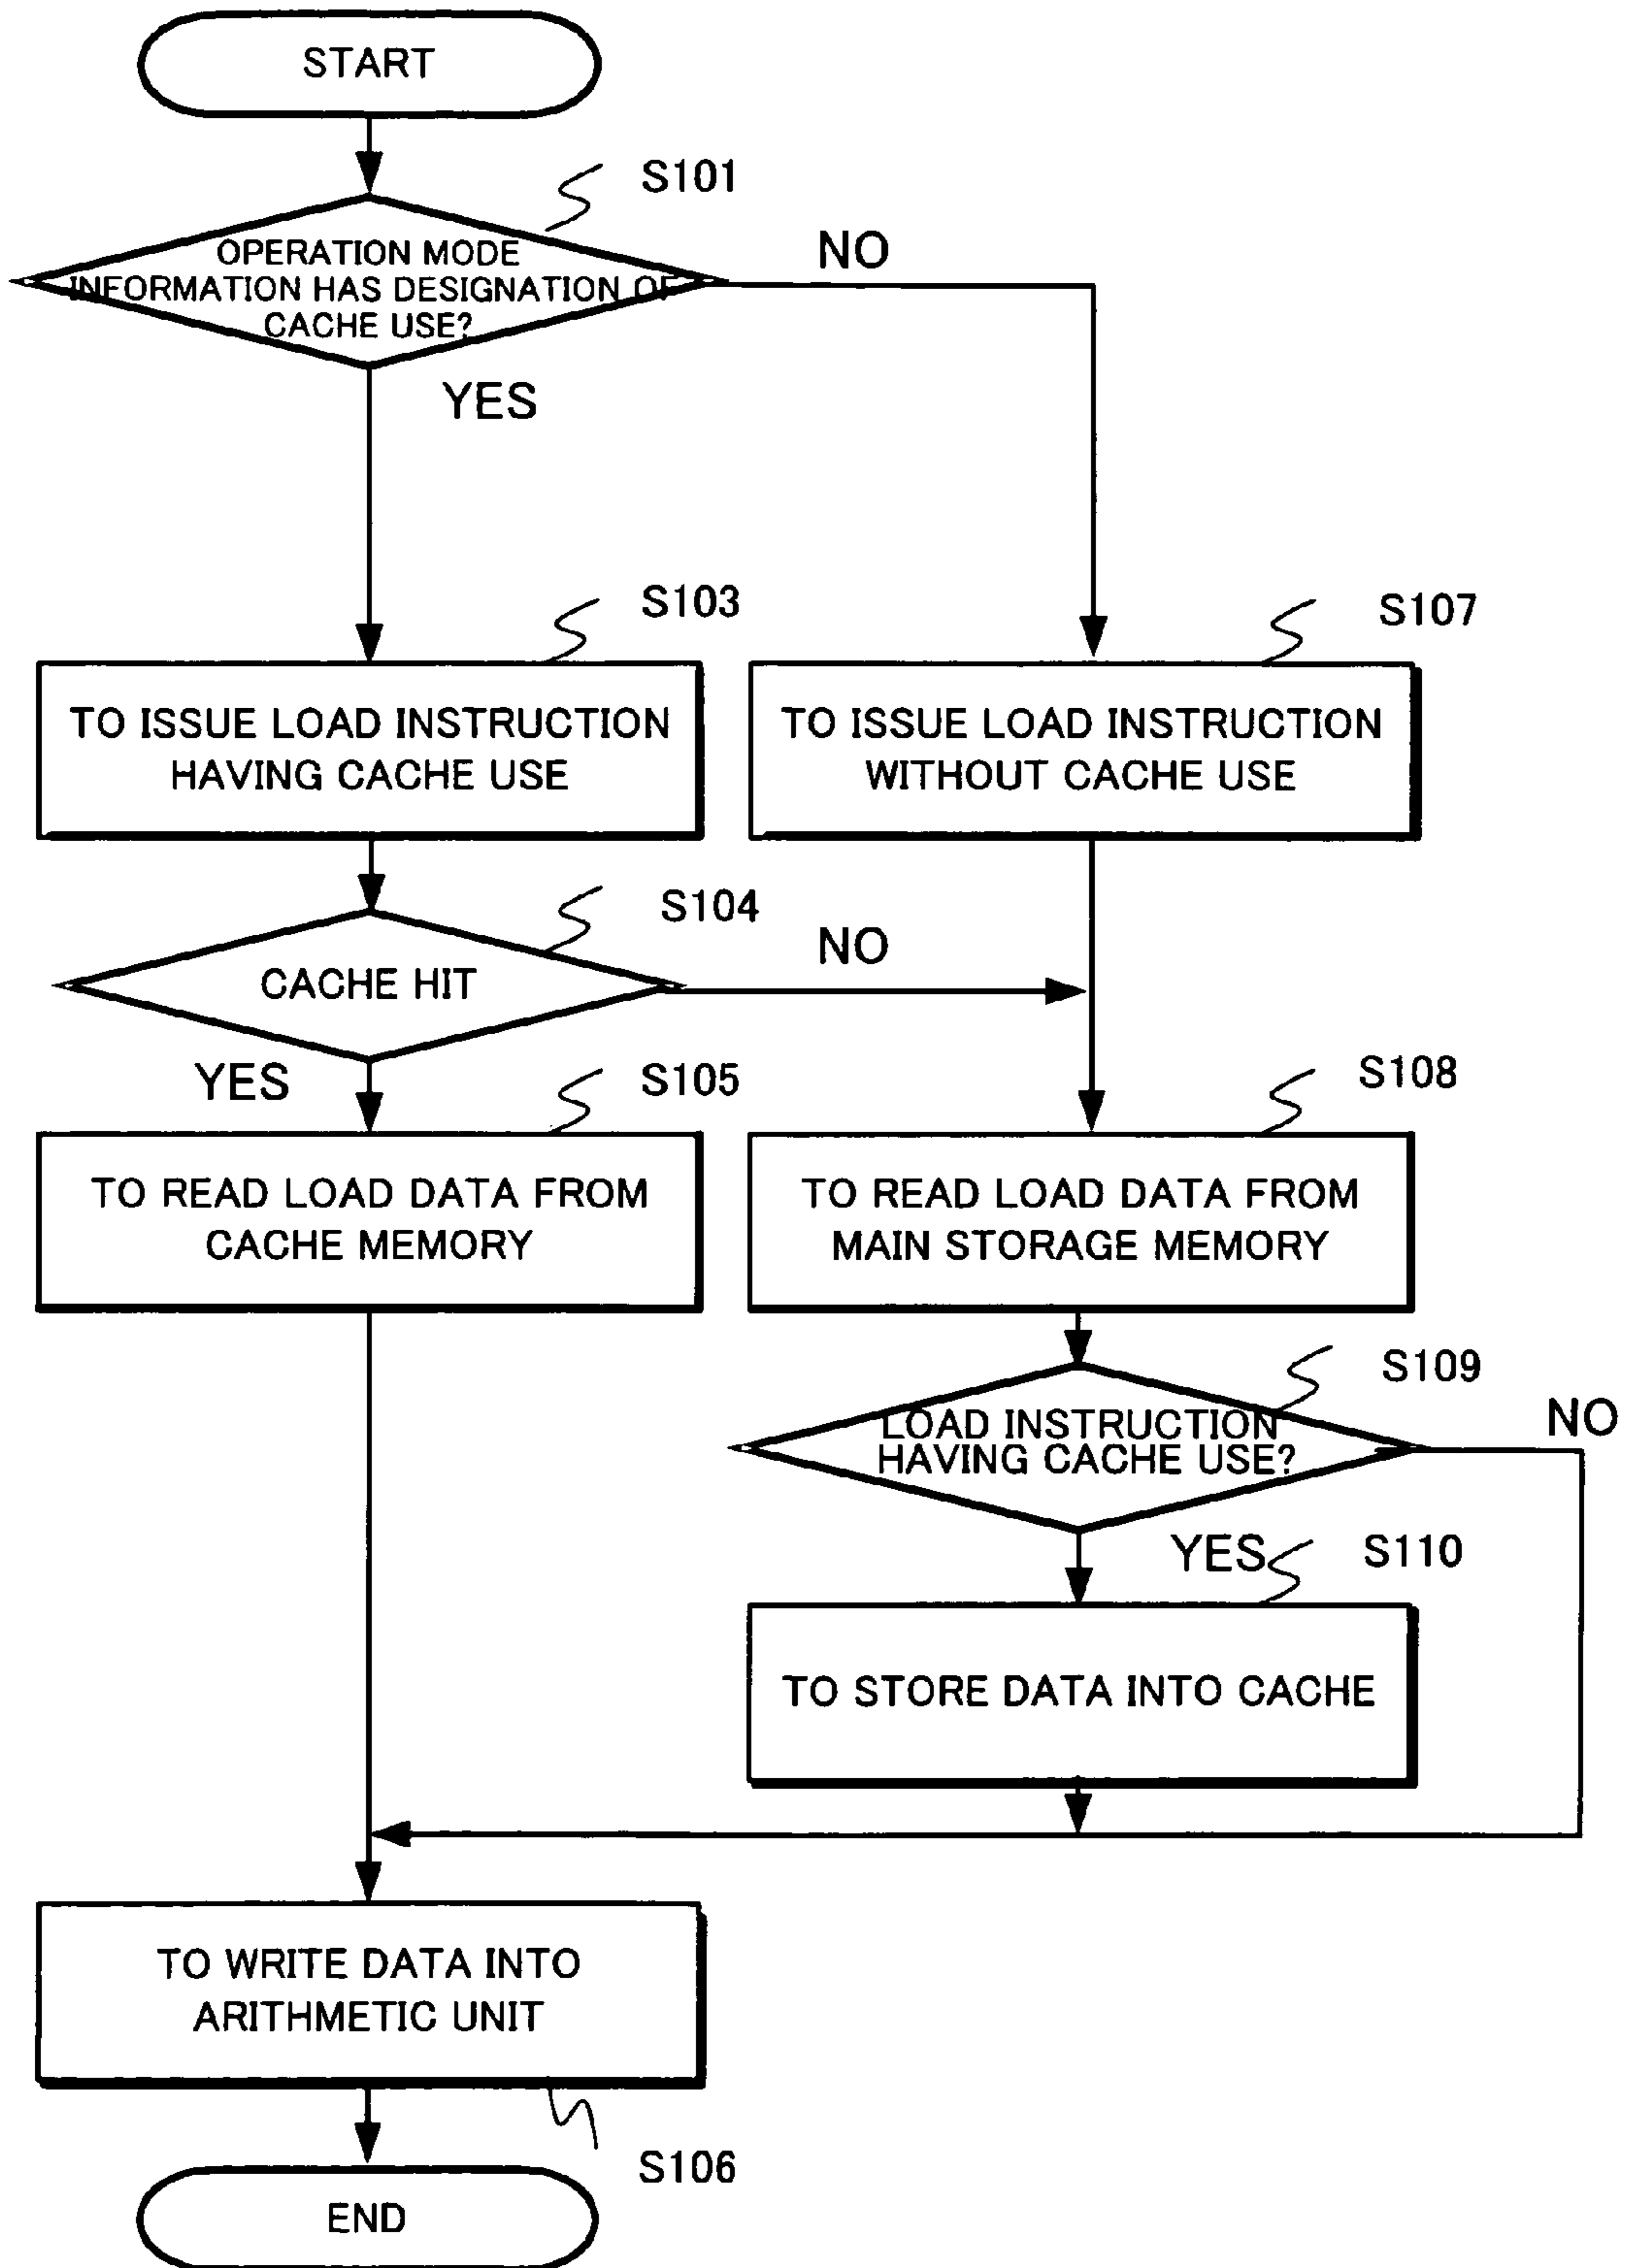 START
S101
OPERATION MODE
INFORMATION HAS DESIGNATION OF
CACHE USE?
NO
YES
S103
S107
TO ISSUE LOAD INSTRUCTION
HAVING CACHE USE
TO ISSUE LOAD INSTRUCTION
WITHOUT CACHE USE
S104
CACHE HIT
NO
YES
S105
S108
TO READ LOAD DATA FROM
CACHE MEMORY
TO READ LOAD DATA FROM
MAIN STORAGE MEMORY
S109
LOAD INSTRUCTION
HAVING CACHE USE?
NO
YES
S110
TO STORE DATA INTO CACHE
TO WRITE DATA INTO
ARITHMETIC UNIT
S106
END